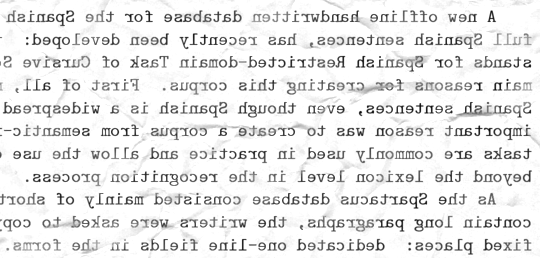 A new offline handwritten database for the Spanish
full Spanish sentences, has recently been developed:
stands for Spanish Restricted-domain Task of Cursive
main reasons for creating this corpus. First of all,
Spanish sentences, even though Spanish is a widespread
important reason was to create a corpus from semantic-
tasks are commonly used in practice and allow the use
beyond the lexicon level in the recognition process.
As the Spartacus database consisted mainly of short
contain long paragraphs, the writers were asked to copy
fixed places: dedicated one-line fields in the forms.